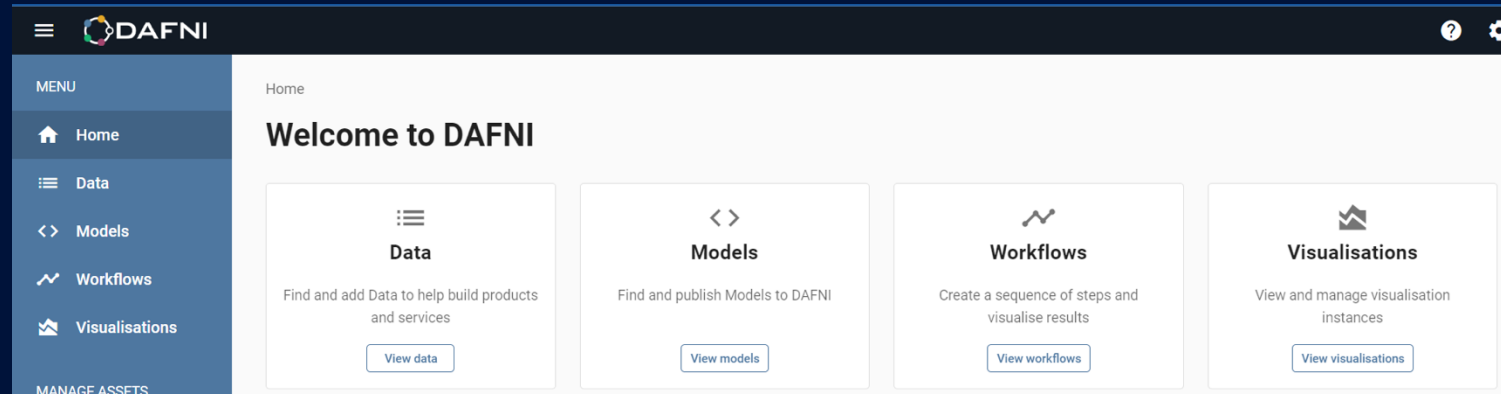 DAFNI
MENU
Home
Data
Models
Workflows
Visualisations
MANAGE ASSETS
Home
Welcome to DAFNI
Data
Find and add Data to help build products
and services
View data
Models
Find and publish Models to DAFNI
View models
Workflows
Create a sequence of steps and
visualise results
View workflows
Visualisations
View and manage visualisation
instances
View visualisations